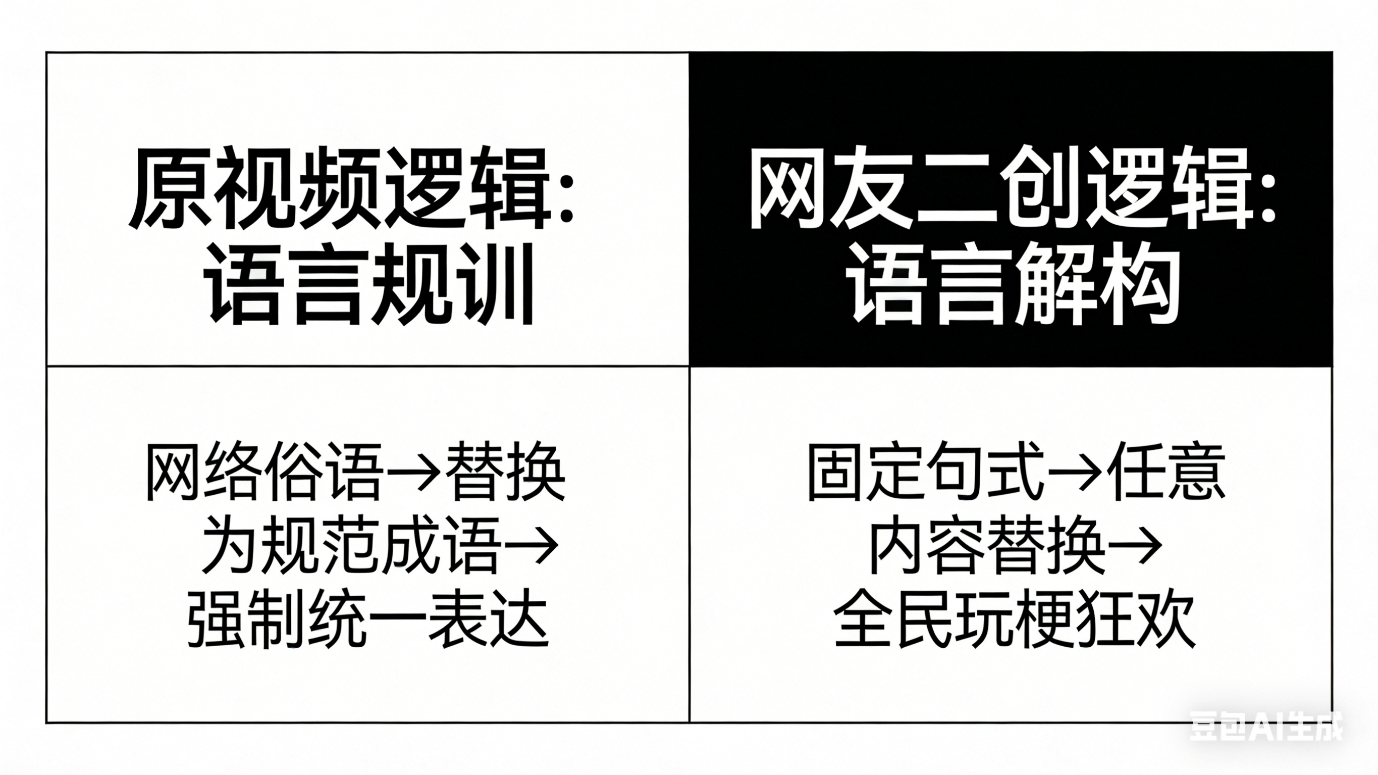 原视频逻辑:
语言规训
网友二创逻辑:
语言解构
网络俗语→替换
为规范成语→
强制统一表达
固定句式→任意
内容替换→
全民玩梗狂欢
豆包AI生成